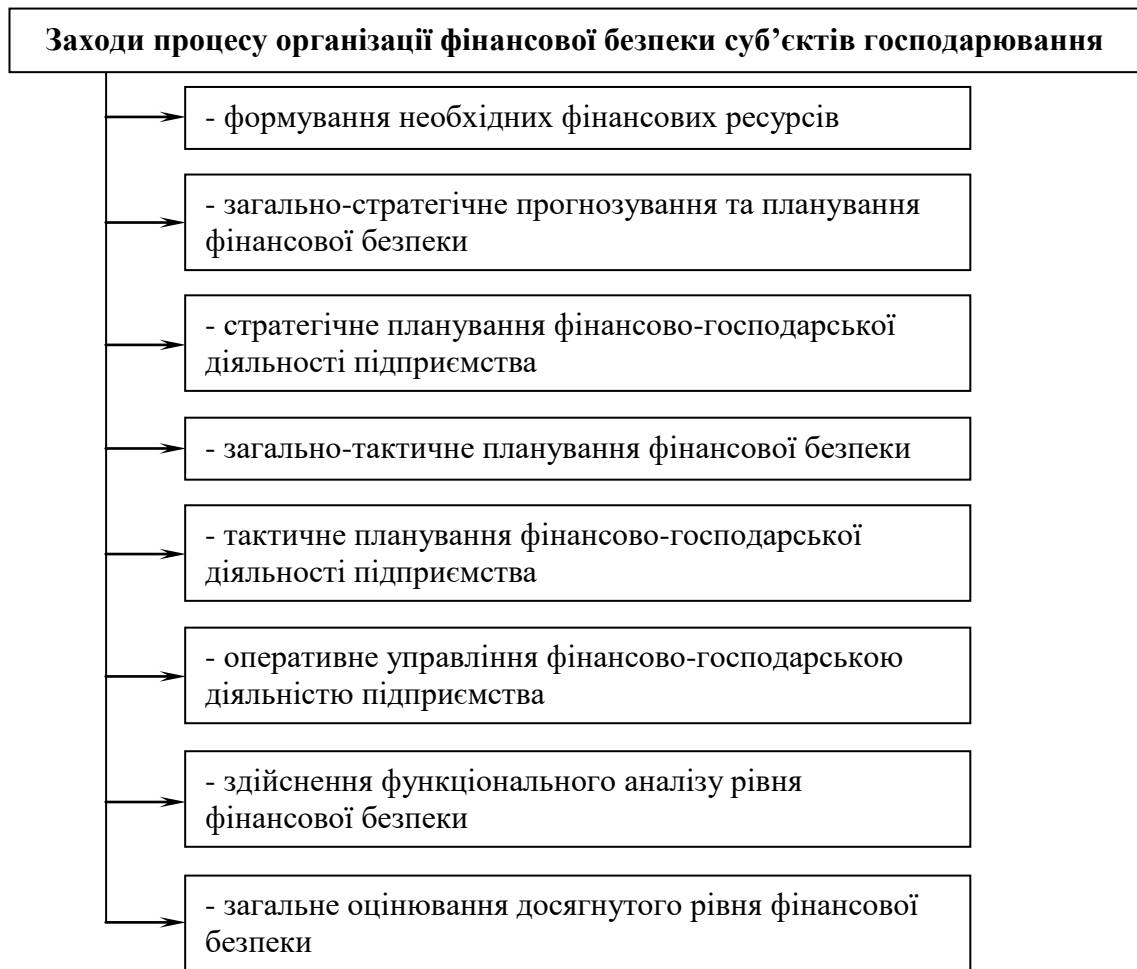 Заходи процесу організації фінансової безпеки суб’єктів господарювання
- формування необхідних фінансових ресурсів
- загально-стратегічне прогнозування та планування
фінансової безпеки
- стратегічне планування фінансово-господарської
діяльності підприємства
- загально-тактичне планування фінансової безпеки
- тактичне планування фінансово-господарської
діяльності підприємства
- оперативне управління фінансово-господарською
діяльністю підприємства
- здійснення функціонального аналізу рівня
фінансової безпеки
- загальне оцінювання досягнутого рівня фінансової
безпеки